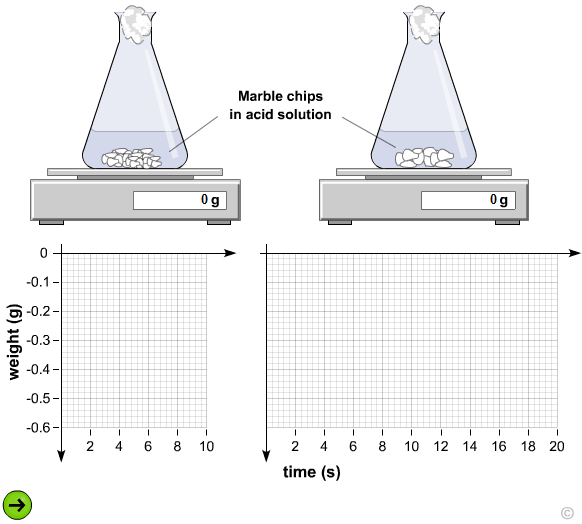 Marble chips
in acid solution
0 g
0 g
weight (g)
0
-0.1
-0.2
-0.3
-0.4
-0.5
-0.6
2 4 6 8 10
2 4 6 8 10 12 14 16 18 20
time (s)
©